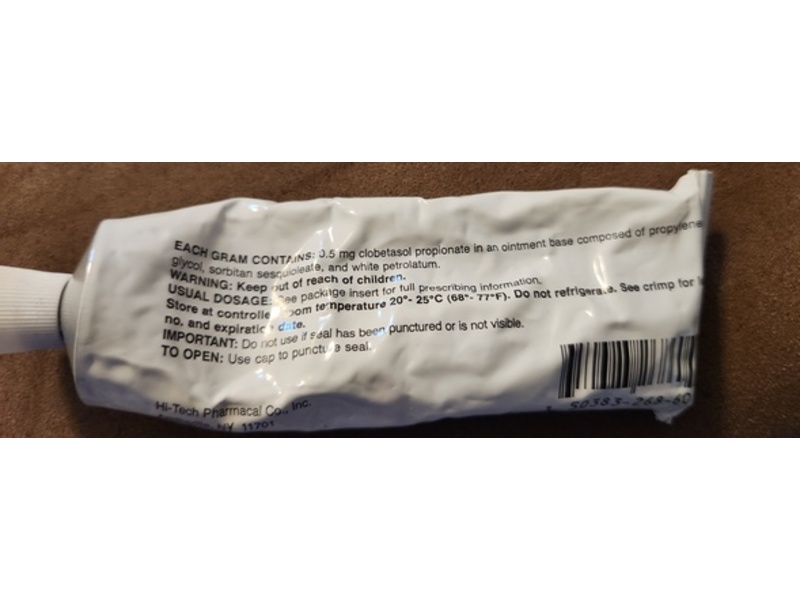 EACH GRAM CONTAINS: 0.5 mg clobetasol propionate in an ointment base composed of propylene
glycol, sorbitan sesquioleate, and white petrolatum.
WARNING: Keep out of reach of children.
USUAL DOSAGE: See package insert for full prescribing information.
Store at controlled room temperature 20°- 25°C (68°- 77°F). Do not refrigerate. See crimp for
no. and expiration date.
IMPORTANT: Do not use if seal has been punctured or is not visible.
TO OPEN: Use cap to puncture seal.
Hi-Tech Pharmacal Co., Inc.
NY 11701
3 50383-268-60